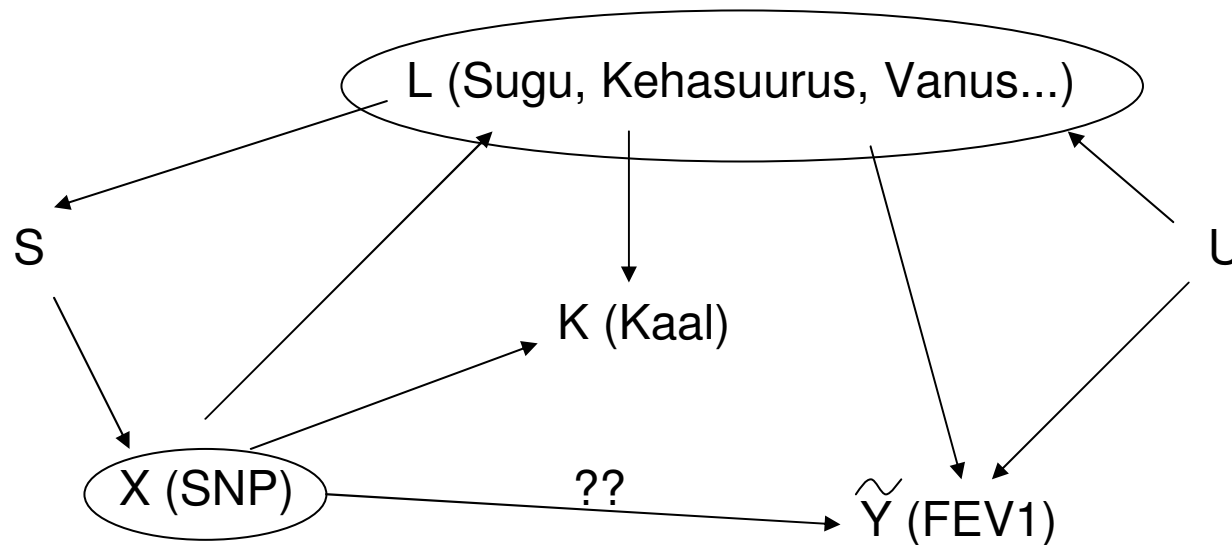 L (Sugu, Kehasuurus, Vanus...)
S
U
K (Kaal)
X (SNP)
??
Ỹ (FEV1)